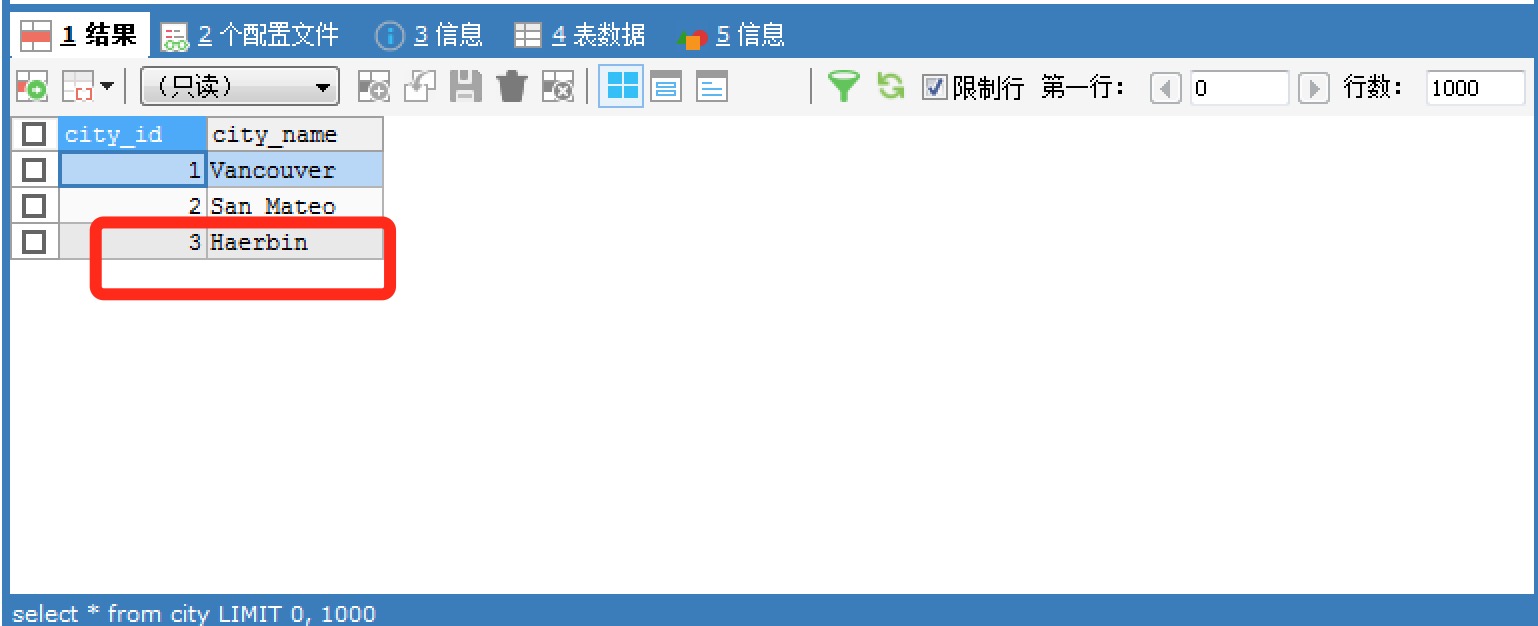 1 结果 2 个配置文件 3 信息 4 表数据 5 信息
（只读） 限制行 第一行： 0 行数： 1000
city_id city_name
1 Vancouver
2 San Mateo
3 Haerbin
select * from city LIMIT 0, 1000